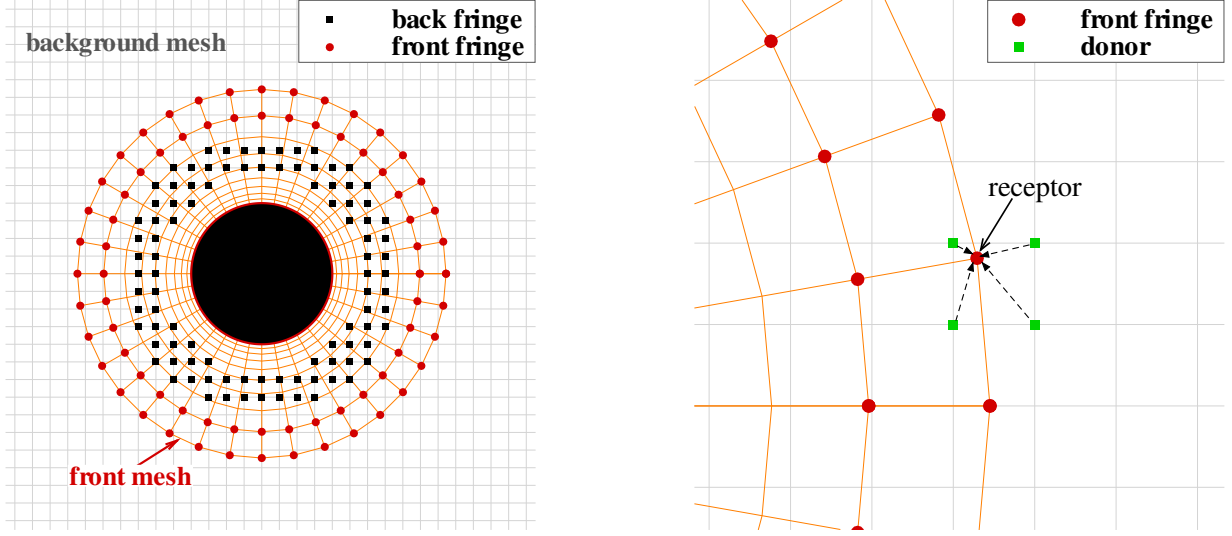 back fringe
front fringe
background mesh
front mesh
front fringe
donor
receptor